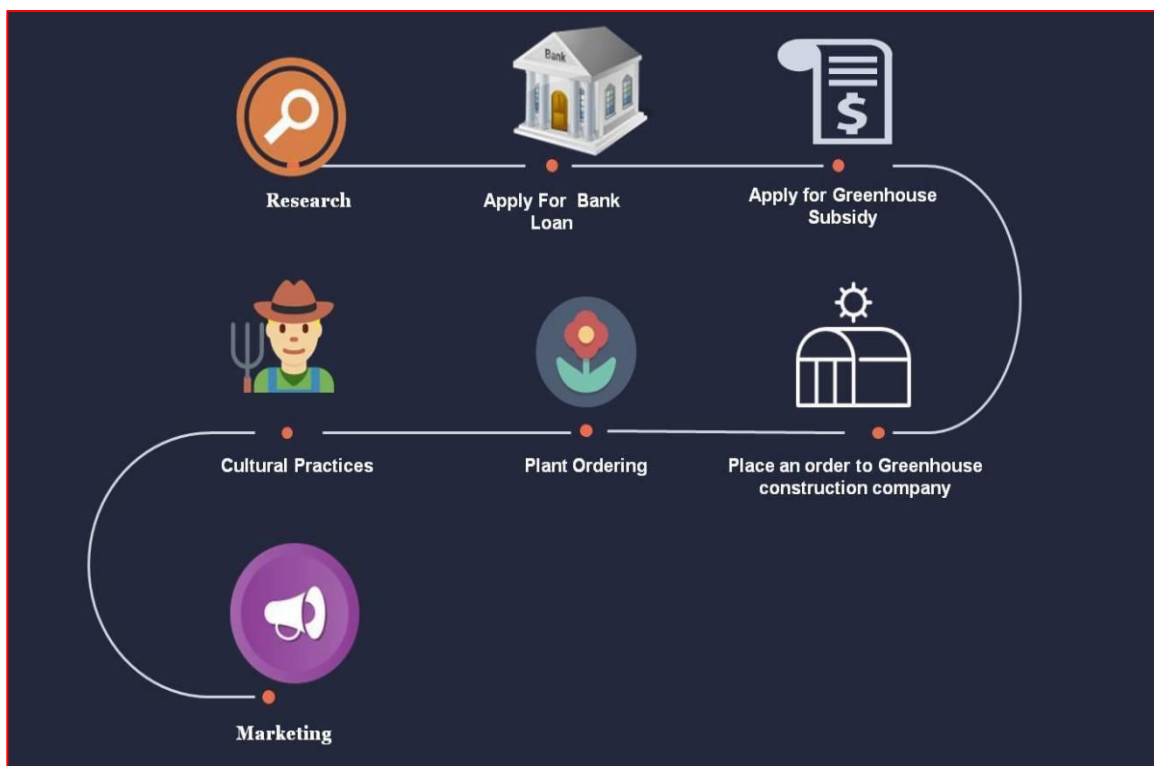 Bank
Research
Apply For Bank
Loan
Apply for Greenhouse
Subsidy
$
Cultural Practices
Plant Ordering
Place an order to Greenhouse
construction company
Marketing